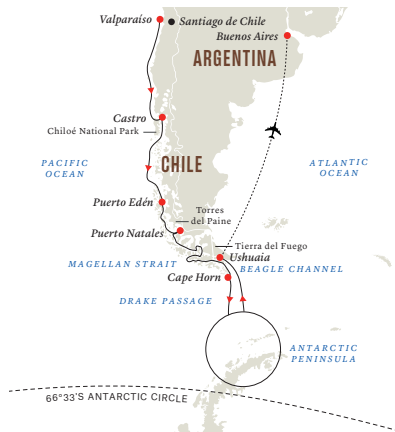 Valparaíso
Santiago de Chile
Buenos Aires
ARGENTINA
Castro
Chiloé National Park
PACIFIC
OCEAN
CHILE
ATLANTIC
OCEAN
Puerto Edén
Torres
del Paine
Puerto Natales
Tierra del Fuego
Ushuaia
MAGELLAN STRAIT
BEAGLE CHANNEL
Cape Horn
DRAKE PASSAGE
ANTARCTIC
PENINSULA
66°33'S ANTARCTIC CIRCLE